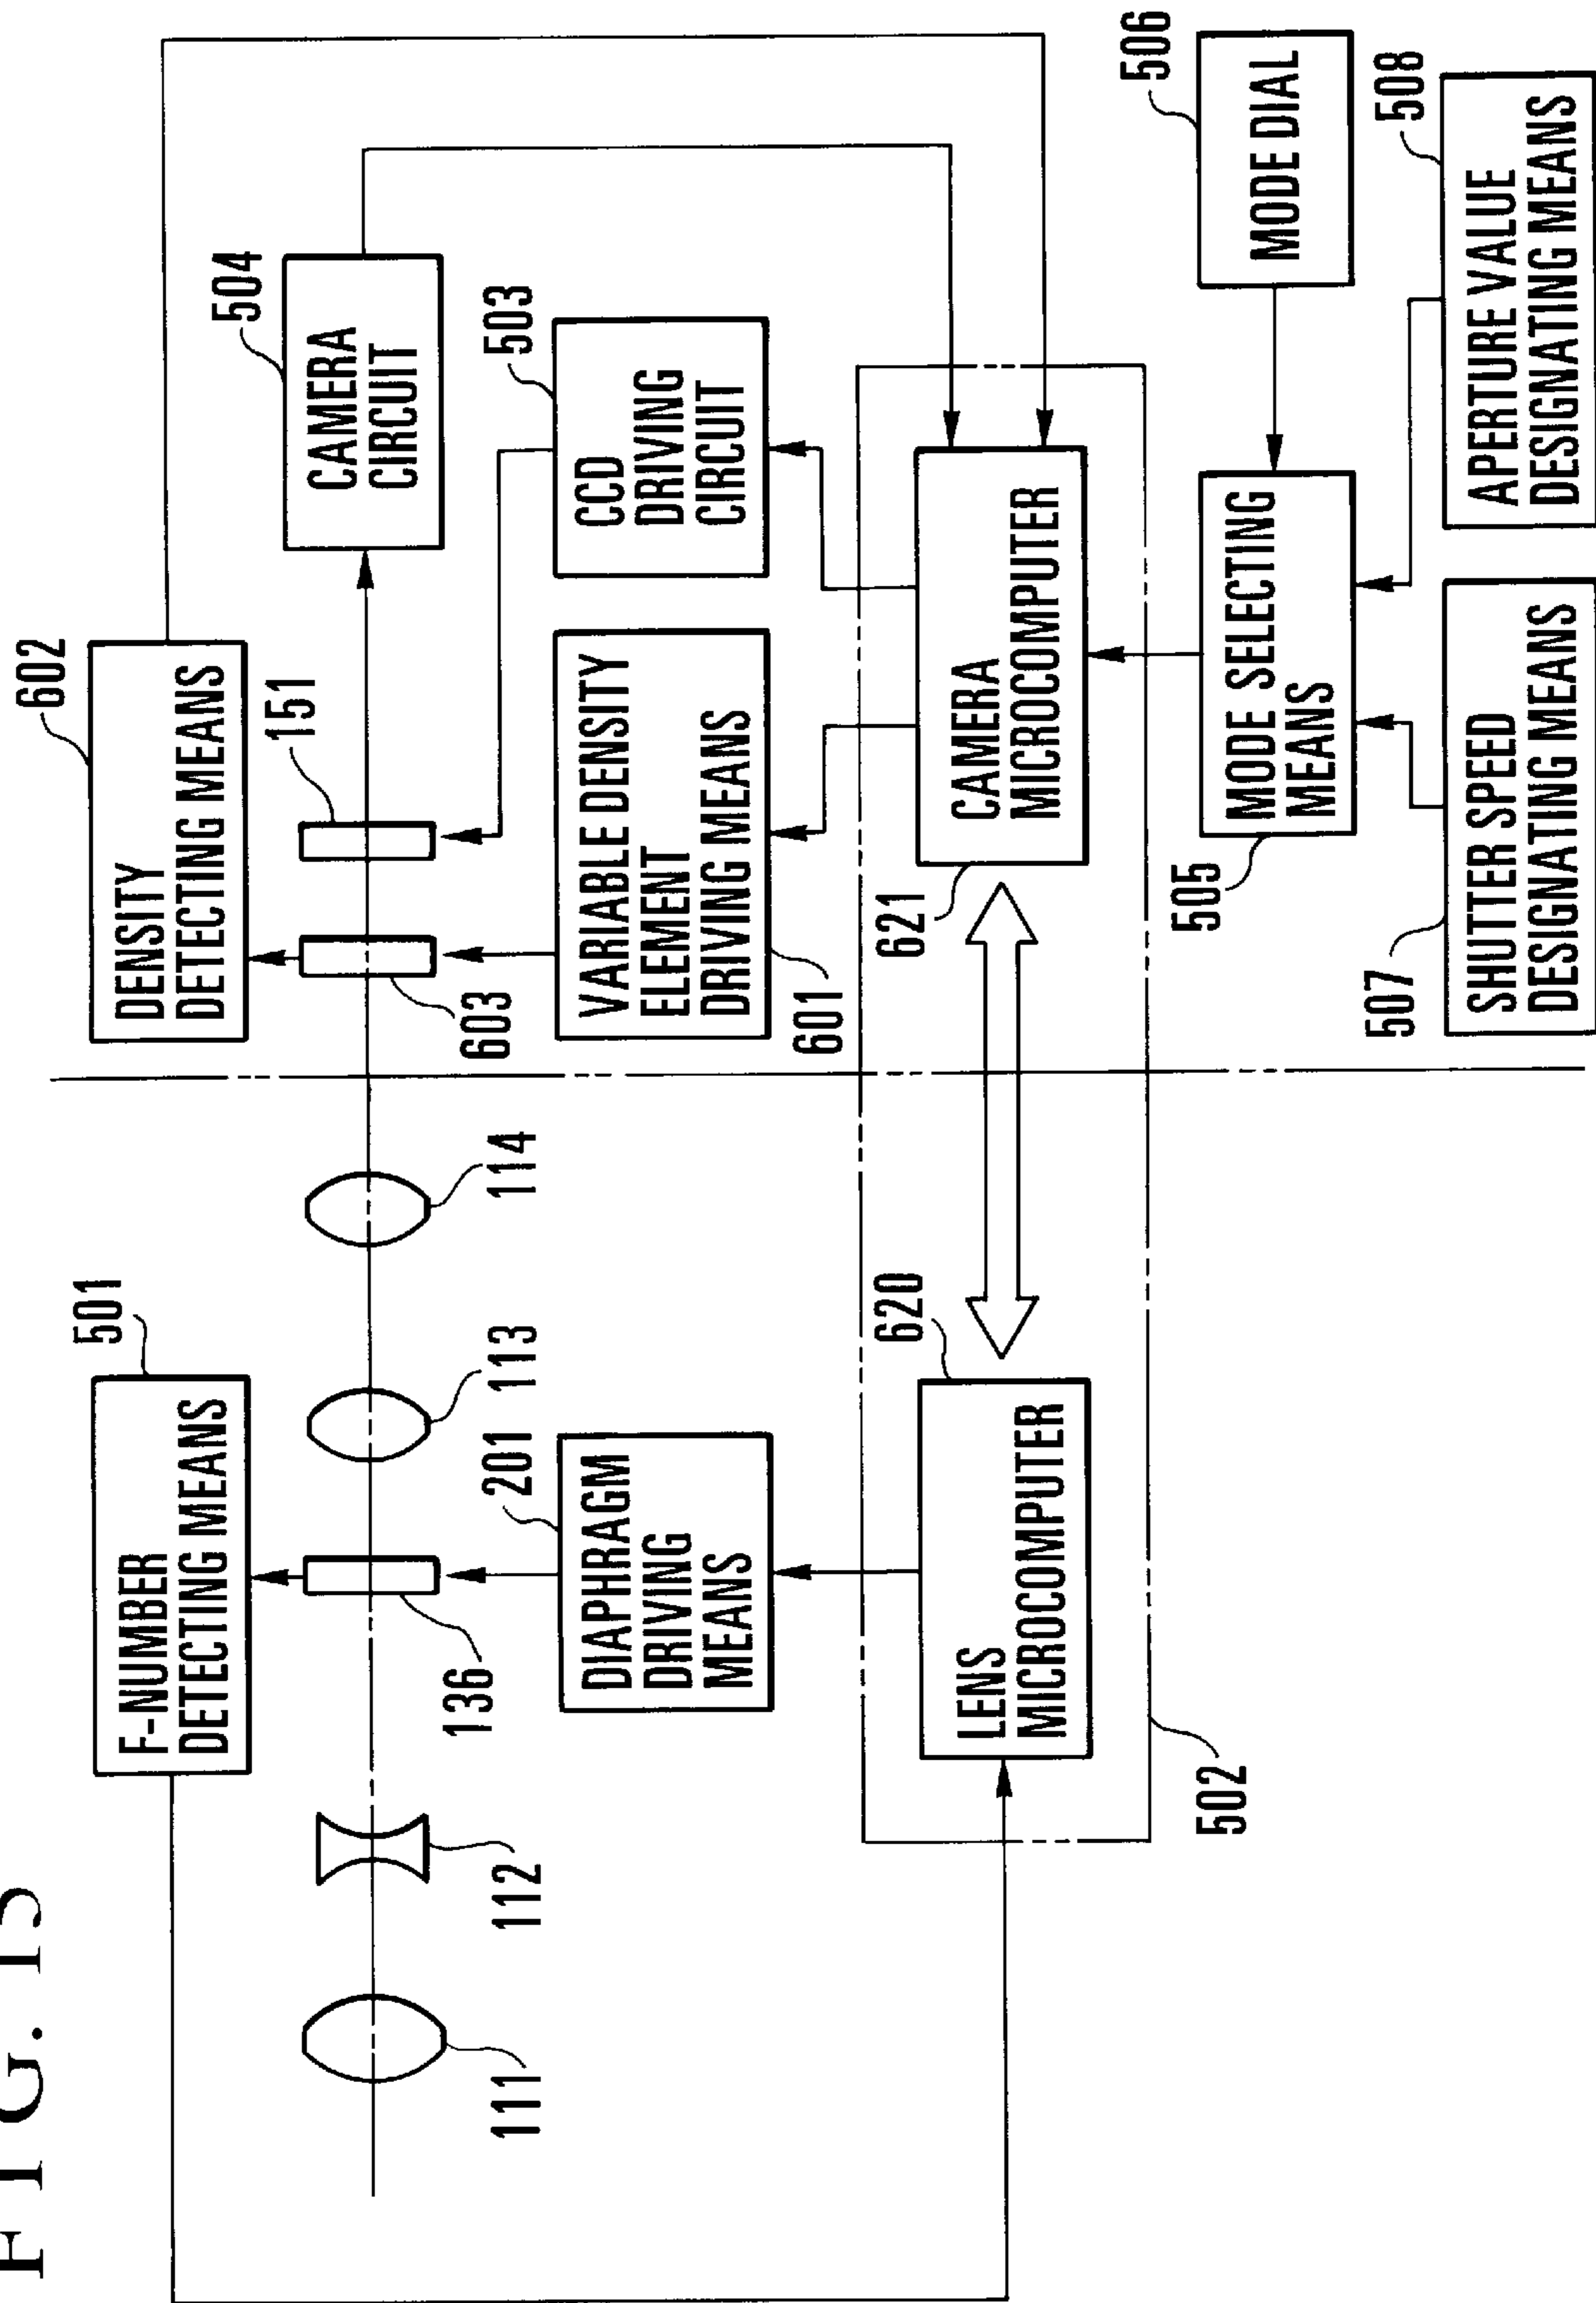 FIG. 15
501
F-NUMBER
DETECTING MEANS
602
DENSITY
DETECTING MEANS
504
CAMERA
CIRCUIT
151
111
112
136
113
114
603
201
DIAPHRAGM
DRIVING
MEANS
VARIABLE DENSITY
ELEMENT
DRIVING MEANS
601
503
CCD
DRIVING
CIRCUIT
620
LENS
MICROCOMPUTER
621
CAMERA
MICROCOMPUTER
502
505
MODE SELECTING
MEANS
506
MODE DIAL
507
SHUTTER SPEED
DESIGNATING MEANS
508
APERTURE VALUE
DESIGNATING MEANS